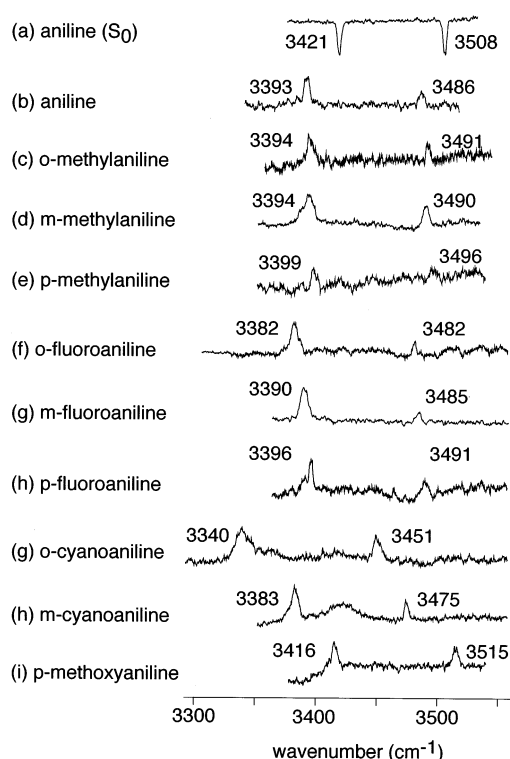 (a) aniline (S0)
3421
3508
(b) aniline
3393
3486
(c) o-methylaniline
3394
3491
(d) m-methylaniline
3394
3490
(e) p-methylaniline
3399
3496
(f) o-fluoroaniline
3382
3482
(g) m-fluoroaniline
3390
3485
(h) p-fluoroaniline
3396
3491
(g) o-cyanoaniline
3340
3451
(h) m-cyanoaniline
3383
3475
(i) p-methoxyaniline
3416
3515
3300 3400 3500
wavenumber (cm-1)